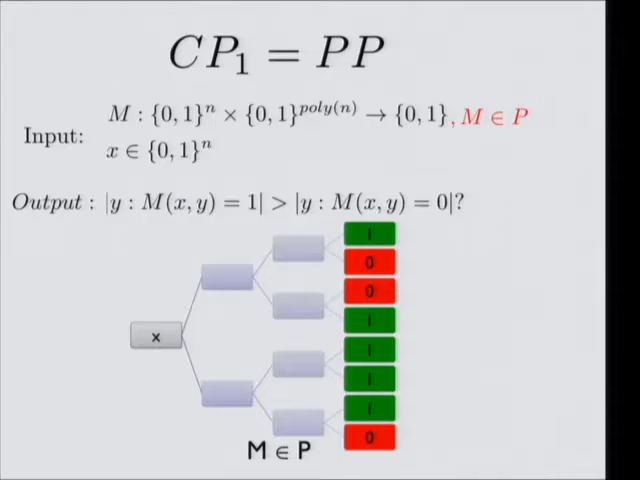 CP₁ = PP
M : {0, 1}ⁿ × {0, 1}^{poly(n)} → {0, 1}, M ∈ P
Input:
x ∈ {0, 1}ⁿ
Output : |y : M(x, y) = 1| > |y : M(x, y) = 0|?
1
0
0
1
x
1
1
1
0
M ∈ P